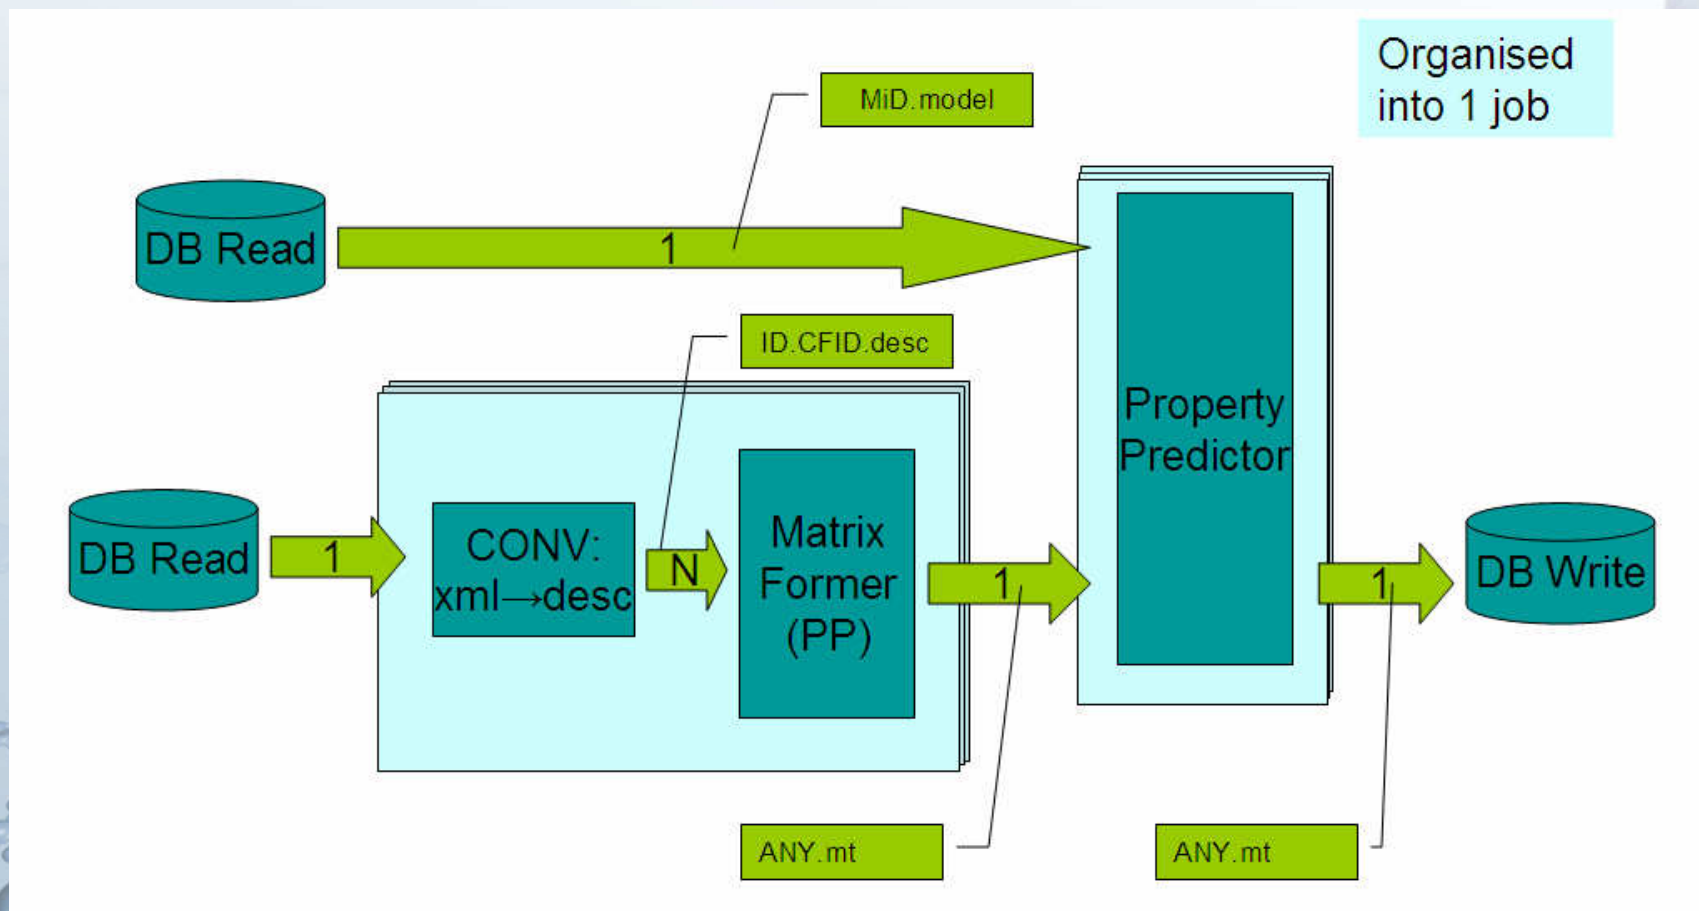 Organised
into 1 job
MiD.model
DB Read
1
ID.CFID.desc
Property
Predictor
DB Read
1
CONV:
xml→desc
N
Matrix
Former
(PP)
1
1
DB Write
ANY.mt
ANY.mt